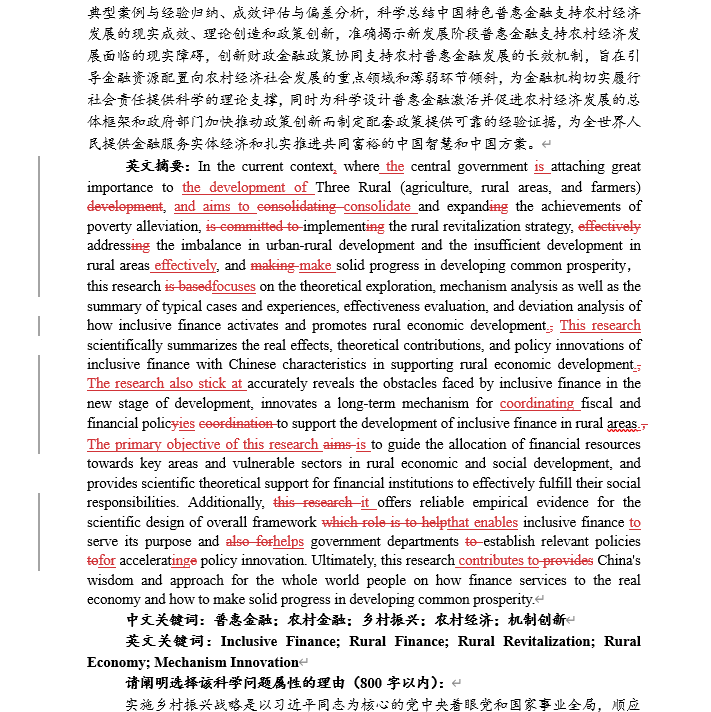 典型案例与经验归纳、成效评估与偏差分析，科学总结中国特色普惠金融支持农村经济
发展的现实成效、理论创造和政策创新，准确揭示新发展阶段普惠金融支持农村经济发
展面临的现实障碍，创新财政金融政策协同支持农村普惠金融发展的长效机制，旨在引
导金融资源配置向农村经济社会发展的重点领域和薄弱环节倾斜，为金融机构切实履行
社会责任提供科学的理论支撑，同时为科学设计普惠金融激活并促进农村经济发展的总
体框架和政府部门加快推动政策创新而制定配套政策提供可靠的经验证据，为全世界人
民提供金融服务实体经济和扎实推进共同富裕的中国智慧和中国方案。
英文摘要：In the current context, where the central government is attaching great
importance to the development of Three Rural (agriculture, rural areas, and farmers)
development, and aims to consolidating consolidate and expanding the achievements of
poverty alleviation, is committed to implementing the rural revitalization strategy, effectively
addressing the imbalance in urban-rural development and the insufficient development in
rural areas effectively, and making make solid progress in developing common prosperity，
this research is basedfocuses on the theoretical exploration, mechanism analysis as well as the
summary of typical cases and experiences, effectiveness evaluation, and deviation analysis of
how inclusive finance activates and promotes rural economic development., This research
scientifically summarizes the real effects, theoretical contributions, and policy innovations of
inclusive finance with Chinese characteristics in supporting rural economic development.,
The research also stick at accurately reveals the obstacles faced by inclusive finance in the
new stage of development, innovates a long-term mechanism for coordinating fiscal and
financial policyies coordination to support the development of inclusive finance in rural areas.,
The primary objective of this research aims is to guide the allocation of financial resources
towards key areas and vulnerable sectors in rural economic and social development, and
provides scientific theoretical support for financial institutions to effectively fulfill their social
responsibilities. Additionally, this research it offers reliable empirical evidence for the
scientific design of overall framework which role is to helpthat enables inclusive finance to
serve its purpose and also forhelps government departments to establish relevant policies
tofor acceleratinge policy innovation. Ultimately, this research contributes to provides China's
wisdom and approach for the whole world people on how finance services to the real
economy and how to make solid progress in developing common prosperity.
中文关键词：普惠金融；农村金融；乡村振兴；农村经济；机制创新
英文关键词：Inclusive Finance; Rural Finance; Rural Revitalization; Rural
Economy; Mechanism Innovation
请阐明选择该科学问题属性的理由（800 字以内）：
实施乡村振兴战略是以习近平同志为核心的党中央着眼党和国家事业全局，顺应